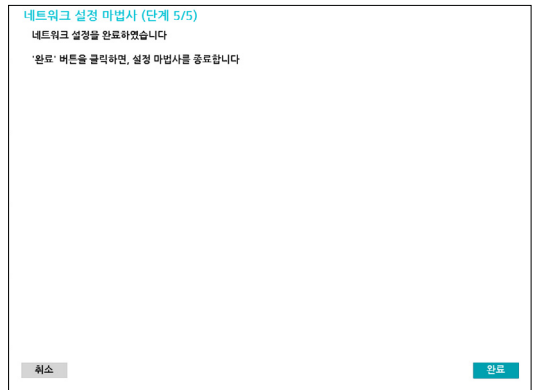 네트워크 설정 마법사 (단계 5/5)
네트워크 설정을 완료하였습니다
'완료' 버튼을 클릭하면, 설정 마법사를 종료합니다
취소
완료